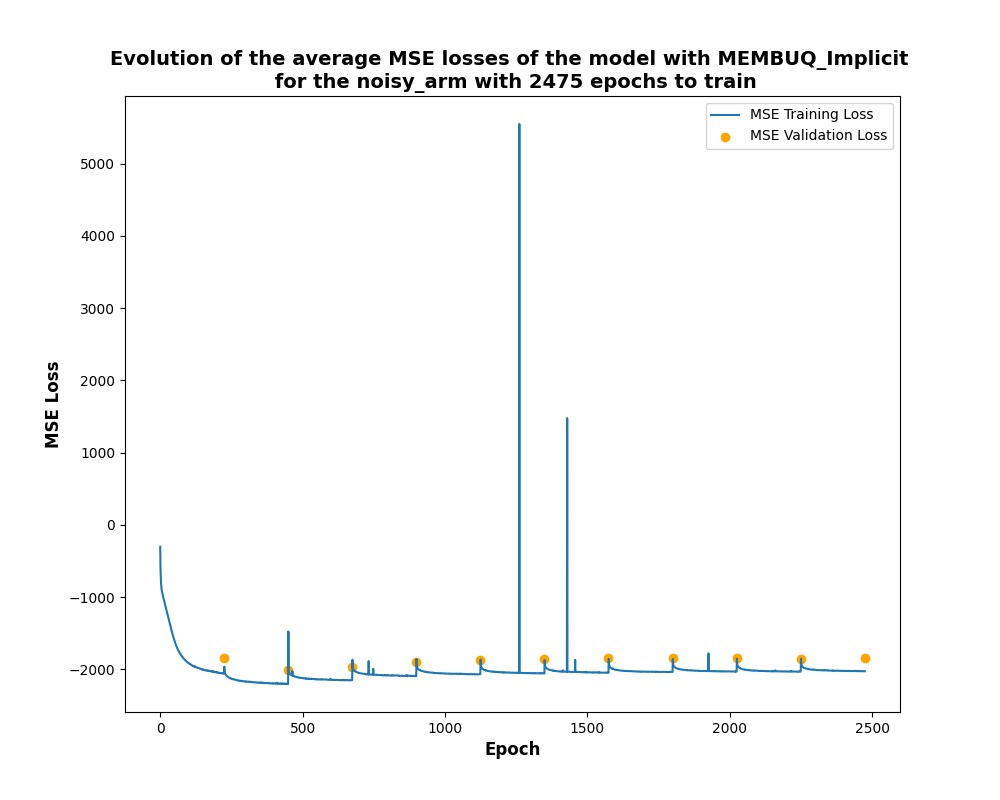 Evolution of the average MSE losses of the model with MEMBUQ_Implicit
for the noisy_arm with 2475 epochs to train
MSE Training Loss
MSE Validation Loss
5000
4000
3000
2000
1000
0
−1000
−2000
MSE Loss
0 500 1000 1500 2000 2500
Epoch